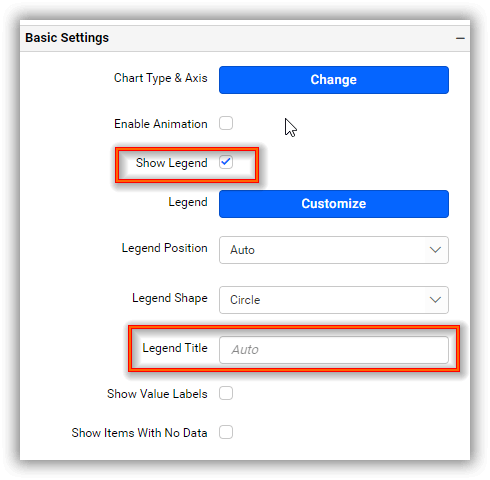 Basic Settings
Chart Type & Axis Change
Enable Animation
Show Legend
Legend Customize
Legend Position Auto
Legend Shape Circle
Legend Title Auto
Show Value Labels
Show Items With No Data